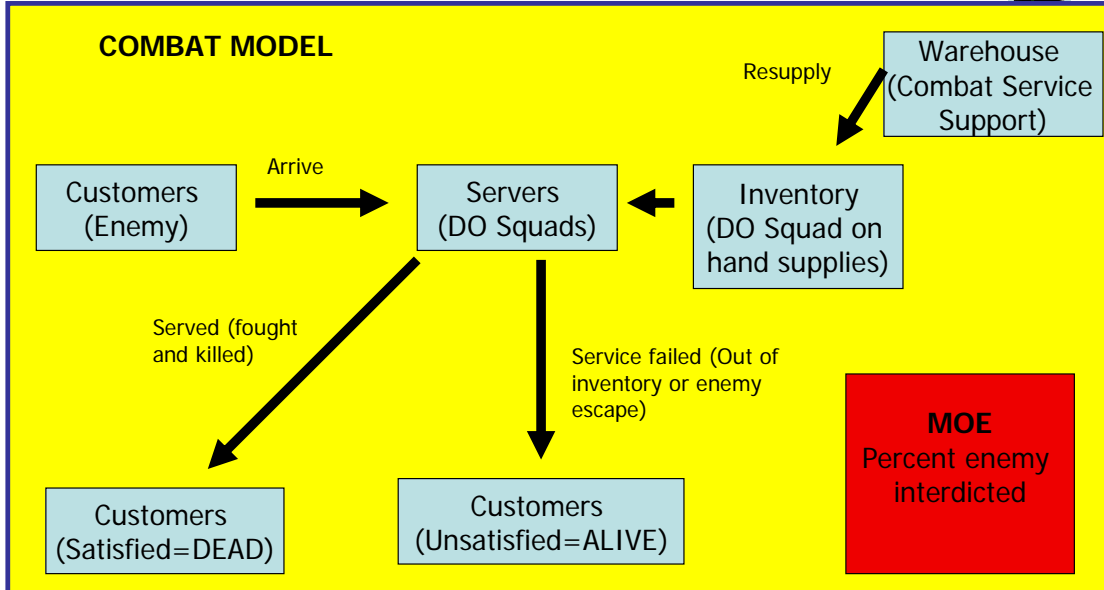 COMBAT MODEL
Warehouse
(Combat Service
Support)
Resupply
Arrive
Customers
(Enemy)
Servers
(DO Squads)
Inventory
(DO Squad on
hand supplies)
Served (fought
and killed)
Service failed (Out of
inventory or enemy
escape)
MOE
Percent enemy
interdicted
Customers
(Satisfied=DEAD)
Customers
(Unsatisfied=ALIVE)